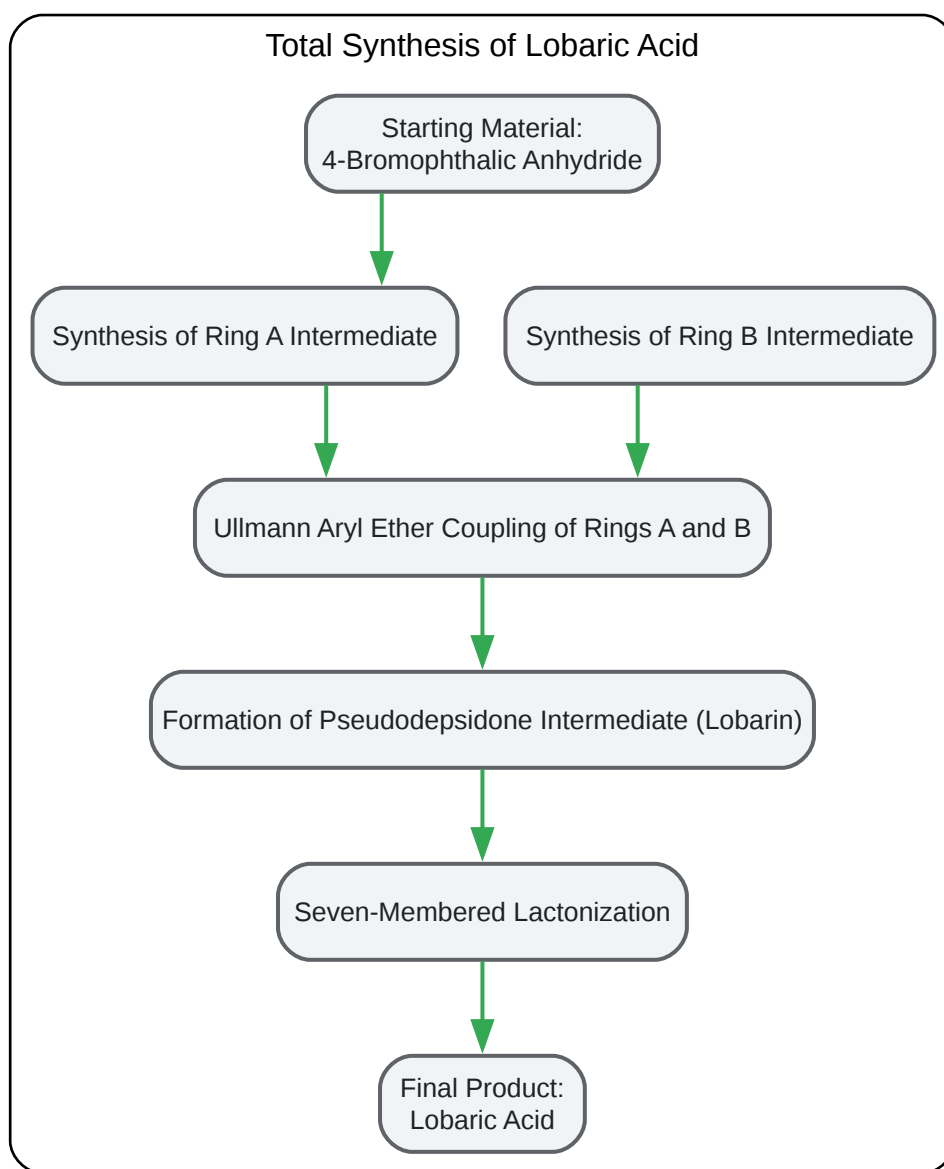 Total Synthesis of Lobaric Acid
Starting Material:
4-Bromophthalic Anhydride
Synthesis of Ring A Intermediate
Synthesis of Ring B Intermediate
Ullmann Aryl Ether Coupling of Rings A and B
Formation of Pseudodepsidone Intermediate (Lobarin)
Seven-Membered Lactonization
Final Product:
Lobaric Acid